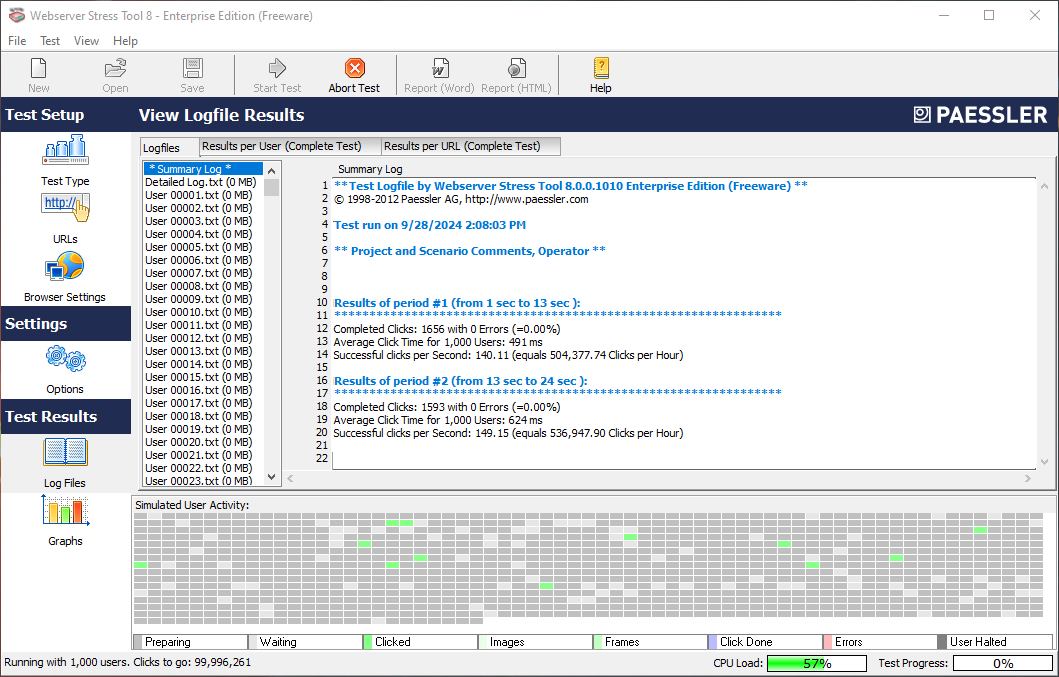 Webserver Stress Tool 8 - Enterprise Edition (Freeware)
File Test View Help
New Open Save Start Test Abort Test Report (Word) Report (HTML) Help
Test Setup
View Logfile Results
PAESSLER
Test Type
http://
URLs
Browser Settings
Settings
Options
Test Results
Log Files
Graphs
Logfiles Results per User (Complete Test) Results per URL (Complete Test)
* Summary Log *
Detailed Log.txt (0 MB)
User 00001.txt (0 MB)
User 00002.txt (0 MB)
User 00003.txt (0 MB)
User 00004.txt (0 MB)
User 00005.txt (0 MB)
User 00006.txt (0 MB)
User 00007.txt (0 MB)
User 00008.txt (0 MB)
User 00009.txt (0 MB)
User 00010.txt (0 MB)
User 00011.txt (0 MB)
User 00012.txt (0 MB)
User 00013.txt (0 MB)
User 00014.txt (0 MB)
User 00015.txt (0 MB)
User 00016.txt (0 MB)
User 00017.txt (0 MB)
User 00018.txt (0 MB)
User 00019.txt (0 MB)
User 00020.txt (0 MB)
User 00021.txt (0 MB)
User 00022.txt (0 MB)
User 00023.txt (0 MB)
Summary Log
1 **Test Logfile by Webserver Stress Tool 8.0.0.1010 Enterprise Edition (Freeware) **
2 © 1998-2012 Paessler AG, http://www.paessler.com
3
4 Test run on 9/28/2024 2:08:03 PM
5
6 ** Project and Scenario Comments, Operator **
7
8
9
10 Results of period #1 (from 1 sec to 13 sec ):
11 ****************************************************************
12 Completed Clicks: 1656 with 0 Errors (=0.00%)
13 Average Click Time for 1,000 Users: 491 ms
14 Successful clicks per Second: 140.11 (equals 504,377.74 Clicks per Hour)
15
16 Results of period #2 (from 13 sec to 24 sec ):
17 ****************************************************************
18 Completed Clicks: 1593 with 0 Errors (=0.00%)
19 Average Click Time for 1,000 Users: 624 ms
20 Successful clicks per Second: 149.15 (equals 536,947.90 Clicks per Hour)
21
22
Simulated User Activity:
Preparing Waiting Clicked Images Frames Click Done Errors User Halted
Running with 1,000 users. Clicks to go: 99,996,261
CPU Load: 57% Test Progress: 0%